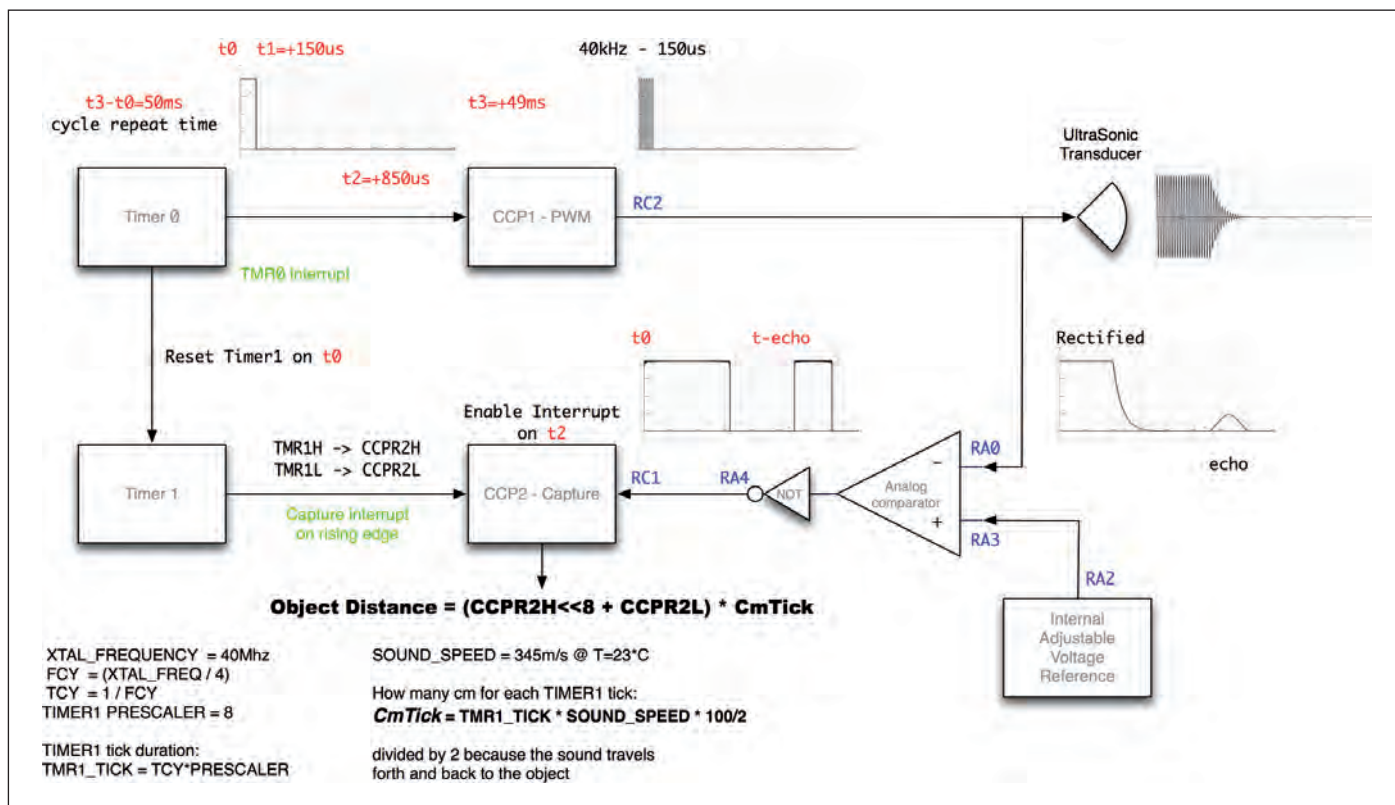 t0 t1=+150us
40kHz - 150us
t3-t0=50ms
cycle repeat time
t3=+49ms
UltraSonic
Transducer
t2=+850us
Timer 0
CCP1 - PWM
RC2
TMR0 Interrupt
Reset Timer1 on t0
t0
t-echo
Rectified
Enable Interrupt
on t2
TMR1H -> CCPR2H
TMR1L -> CCPR2L
Timer 1
CCP2 - Capture
RC1
RA4
NOT
Analog
comparator
-
+
RA0
echo
Capture interrupt
on rising edge
RA3
RA2
Object Distance = (CCPR2H<<8 + CCPR2L) * CmTick
Internal
Adjustable
Voltage
Reference
XTAL_FREQUENCY = 40Mhz
FCY = (XTAL_FREQ / 4)
TCY = 1 / FCY
TIMER1 PRESCALER = 8
TIMER1 tick duration:
TMR1_TICK = TCY*PRESCALER
SOUND_SPEED = 345m/s @ T=23*C
How many cm for each TIMER1 tick:
CmTick = TMR1_TICK * SOUND_SPEED * 100/2
divided by 2 because the sound travels
forth and back to the object